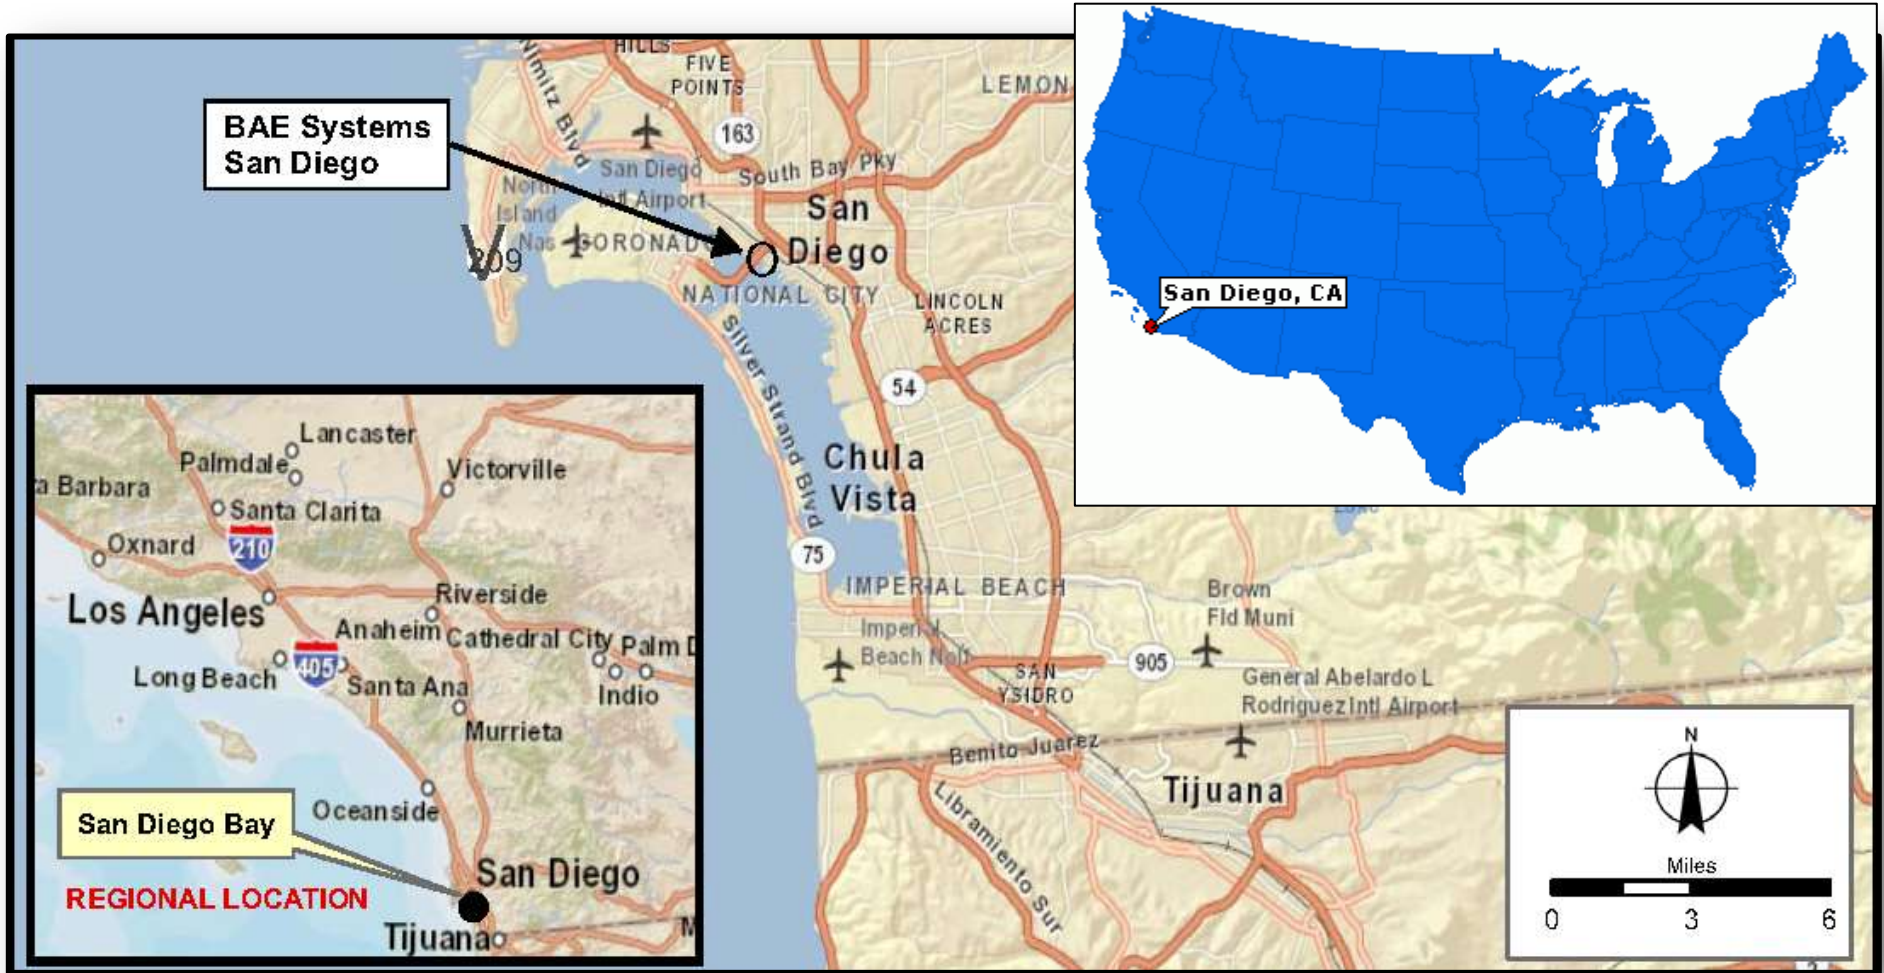 HILLS
Nimitz Blvd
FIVE
POINTS
LEMON
BAE Systems
San Diego
163
San Diego
Intl Airport
South Bay Pky
North
Island
Nas
San
Diego
CORONADO
209
NATIONAL CITY
LINCOLN
ACRES
Silver Strand Blvd
54
Chula
Vista
75
IMPERIAL BEACH
Imperial
Beach Nolf
Brown
Fld Muni
905
SAN
YSIDRO
General Abelardo L
Rodriguez Intl Airport
Benito Juarez
Tijuana
Libramiento Sur
San Diego, CA
Lancaster
Palmdale
Victorville
a Barbara
Santa Clarita
Oxnard
210
Riverside
Los Angeles
Anaheim
Cathedral City
Palm D
405
Long Beach
Santa Ana
Indio
Murrieta
Oceanside
San Diego Bay
San Diego
REGIONAL LOCATION
Tijuana
M
N
Miles
0 3 6